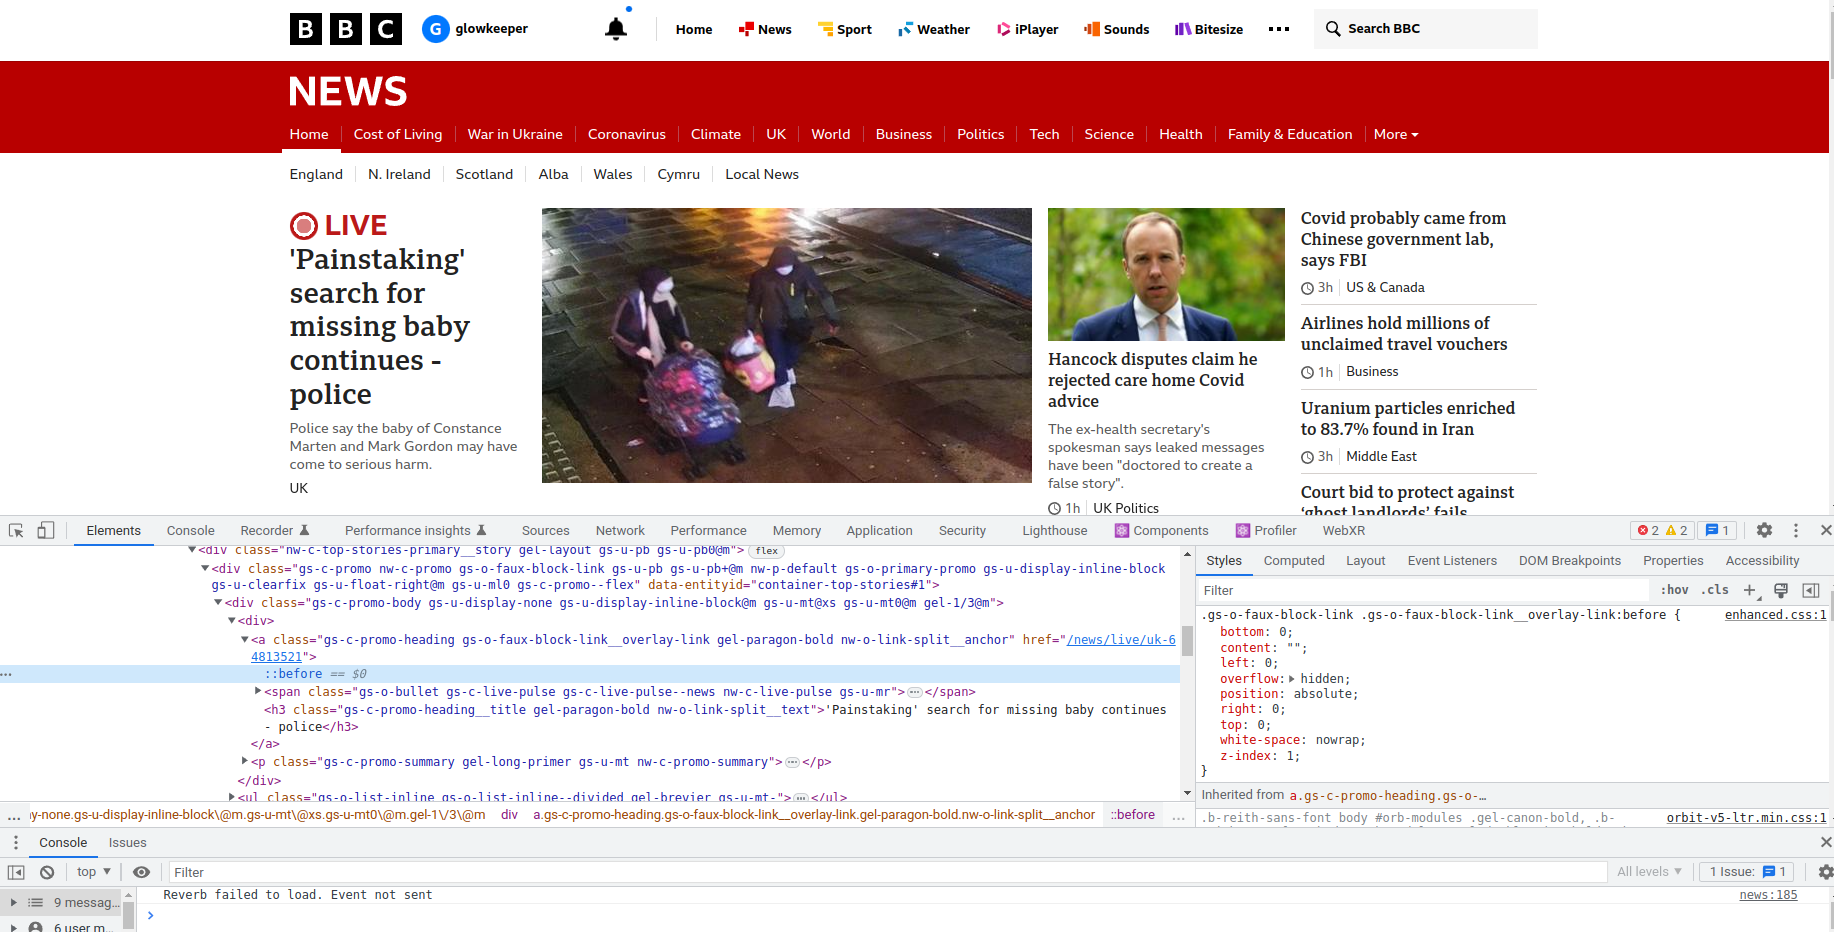 BBC
G glowkeeper
Home News Sport Weather iPlayer Sounds Bitesize Search BBC
NEWS
Home Cost of Living War in Ukraine Coronavirus Climate UK World Business Politics Tech Science Health Family & Education More
England N. Ireland Scotland Alba Wales Cymru Local News
LIVE
'Painstaking'
search for
missing baby
continues -
police
Police say the baby of Constance
Marten and Mark Gordon may have
come to serious harm.
UK
Hancock disputes claim he
rejected care home Covid
advice
The ex-health secretary's
spokesman says leaked messages
have been "doctored to create a
false story".
1h UK Politics
Covid probably came from
Chinese government lab,
says FBI
3h US & Canada
Airlines hold millions of
unclaimed travel vouchers
1h Business
Uranium particles enriched
to 83.7% found in Iran
3h Middle East
Court bid to protect against
'ghost landlords' fails
Elements Console Recorder Performance insights Sources Network Performance Memory Application Security Lighthouse Components Profiler WebXR 2 2 1
<div class="nw-c-top-stories-primary__story gel-layout gs-u-pb gs-u-pb0@m"> flex
<div class="gs-c-promo nw-c-promo gs-o-faux-block-link gs-u-pb gs-u-pb+@m nw-p-default gs-o-primary-promo gs-u-display-inline-block
gs-u-clearfix gs-u-float-right@m gs-u-ml0 gs-c-promo--flex" data-entityid="container-top-stories#1">
<div class="gs-c-promo-body gs-u-display-none gs-u-display-inline-block@m gs-u-mt@xs gs-u-mt0@m gel-1/3@m">
<div>
<a class="gs-c-promo-heading gs-o-faux-block-link__overlay-link gel-paragon-bold nw-o-link-split__anchor" href="/news/live/uk-6
4813521">
::before == $0
<span class="gs-o-bullet gs-c-live-pulse gs-c-live-pulse--news nw-c-live-pulse gs-u-mr">…</span>
<h3 class="gs-c-promo-heading__title gel-paragon-bold nw-o-link-split__text">'Painstaking' search for missing baby continues
- police</h3>
</a>
<p class="gs-c-promo-summary gel-long-primer gs-u-mt nw-c-promo-summary">…</p>
</div>
<ul class="gs-o-list-inline gs-o-list-inline--divided gel-brevier gs-u-mt-">…</ul>
… y-none.gs-u-display-inline-block\@m.gs-u-mt\@xs.gs-u-mt0\@m.gel-1\/3\@m div a.gs-c-promo-heading.gs-o-faux-block-link__overlay-link.gel-paragon-bold.nw-o-link-split__anchor ::before …
Styles Computed Layout Event Listeners DOM Breakpoints Properties Accessibility
Filter :hov .cls
.gs-o-faux-block-link .gs-o-faux-block-link__overlay-link:before { enhanced.css:1
bottom: 0;
content: "";
left: 0;
overflow: hidden;
position: absolute;
right: 0;
top: 0;
white-space: nowrap;
z-index: 1;
}
Inherited from a.gs-c-promo-heading.gs-o-…
.b-reith-sans-font body #orb-modules .gel-canon-bold, .b- orbit-v5-ltr.min.css:1
Console Issues
top Filter All levels 1 Issue: 1
9 messag…
6 user m…
Reverb failed to load. Event not sent news:185